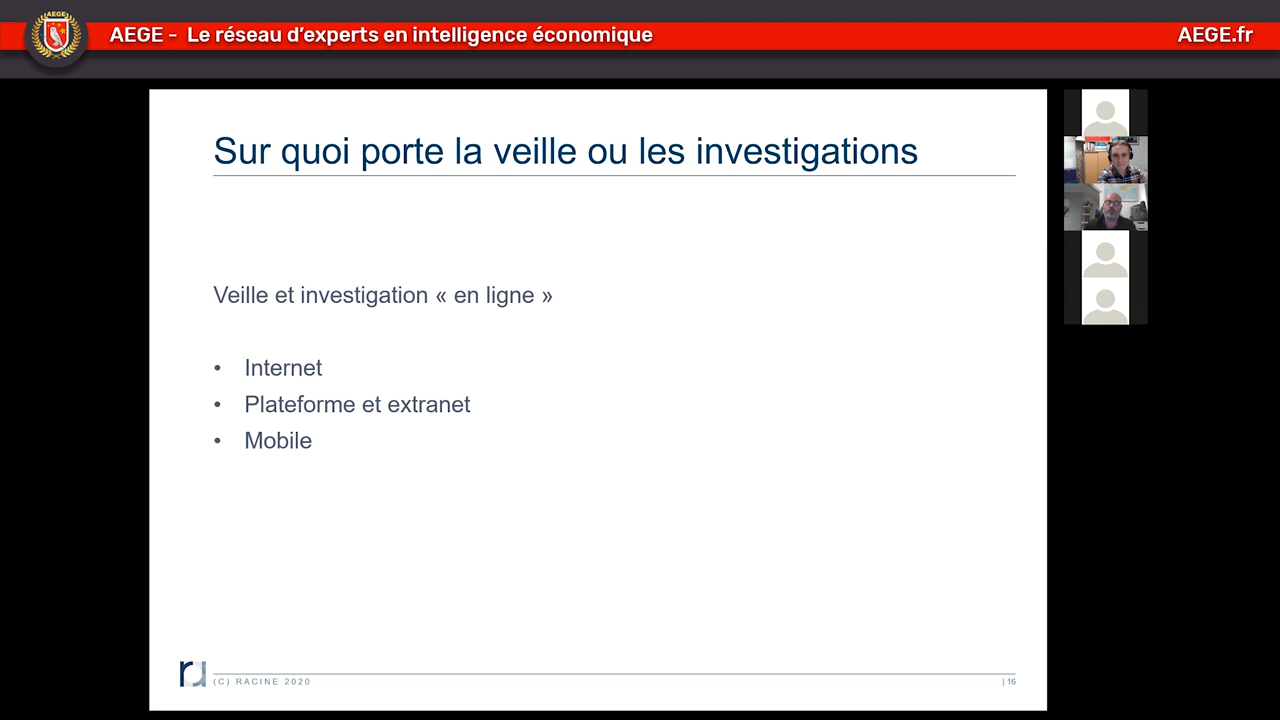 AEGE
AEGE - Le réseau d'experts en intelligence économique
AEGE.fr
Sur quoi porte la veille ou les investigations
Veille et investigation « en ligne »
• Internet
• Plateforme et extranet
• Mobile
(C) RACINE 2020
| 16